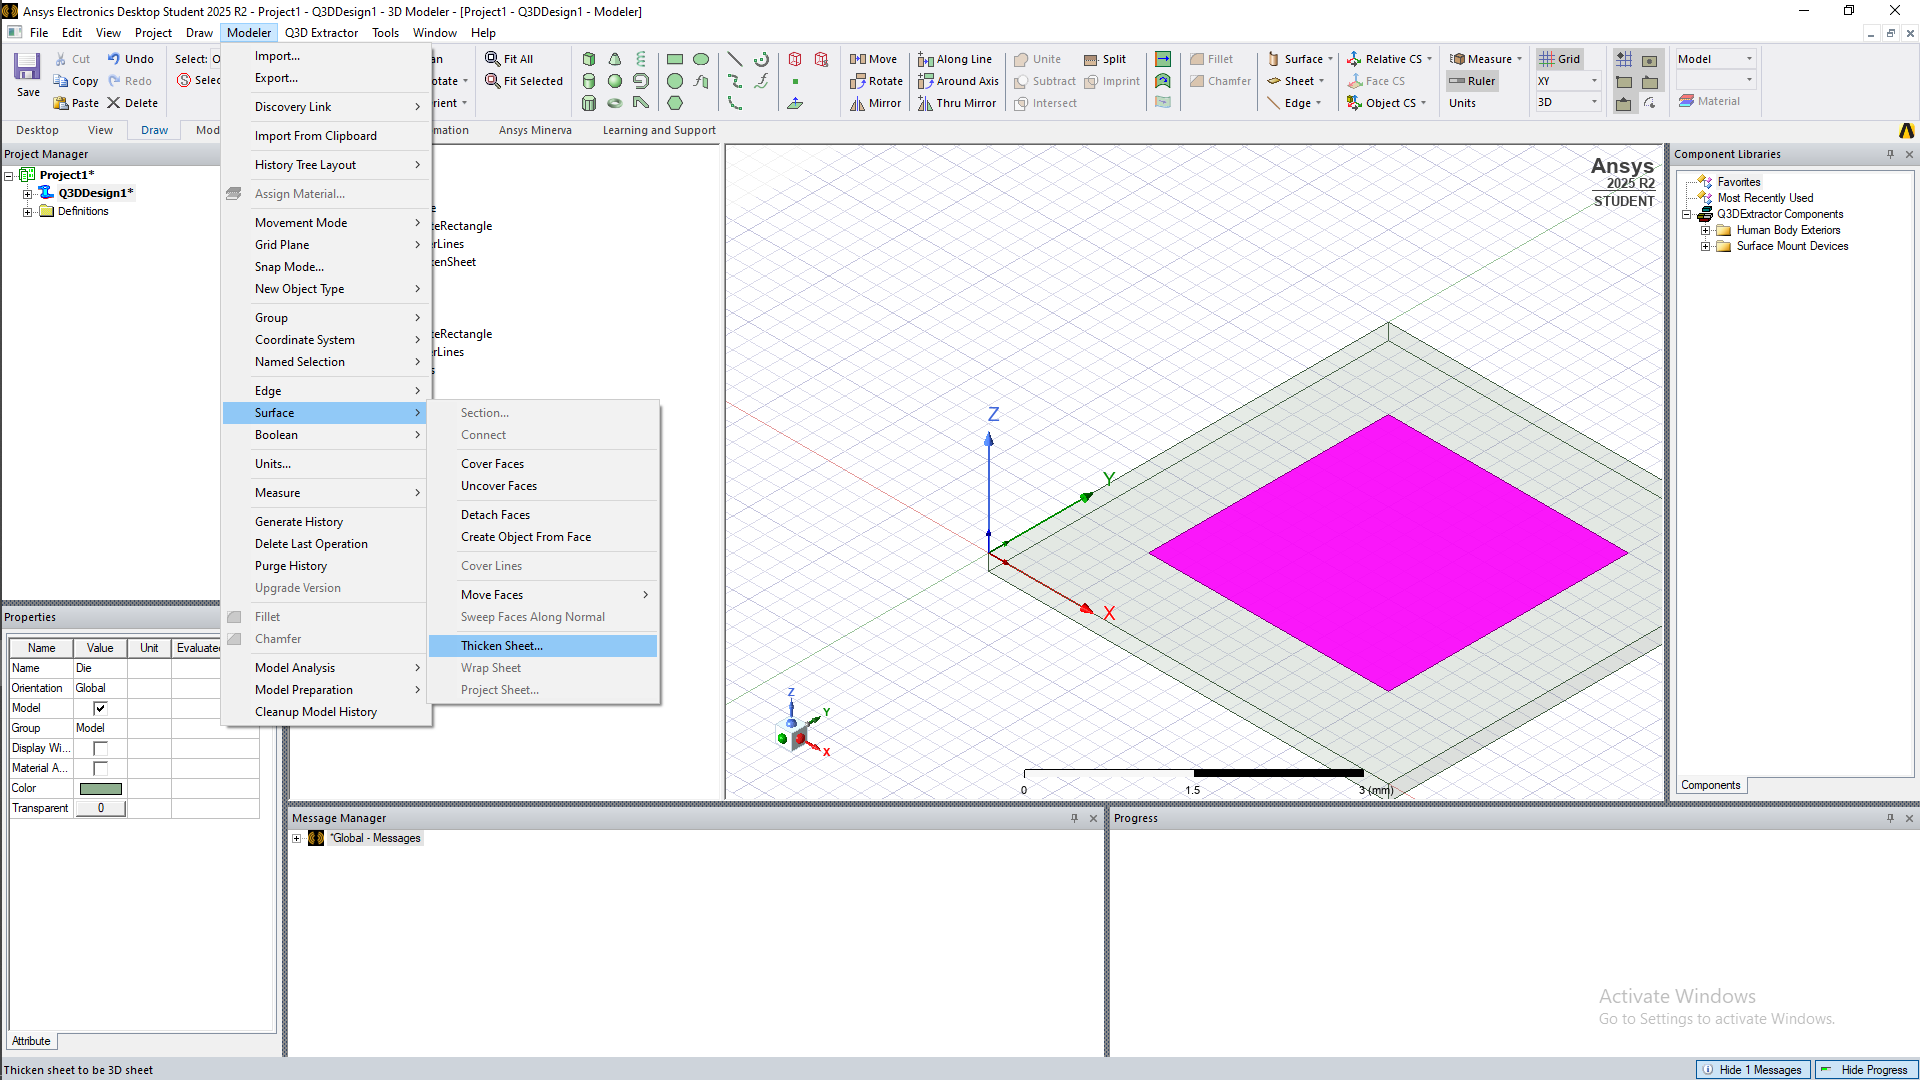 Ansys Electronics Desktop Student 2025 R2 - Project1 - Q3DDesign1 - 3D Modeler - [Project1 - Q3DDesign1 - Modeler]
File Edit View Project Draw Modeler Q3D Extractor Tools Window Help
Save
Cut
Copy
Paste
Undo
Redo
Delete
Select:
Fit All
Fit Selected
Move
Rotate
Mirror
Along Line
Around Axis
Thru Mirror
Unite
Subtract
Intersect
Split
Imprint
Fillet
Chamfer
Surface
Sheet
Edge
Relative CS
Face CS
Object CS
Measure
Ruler
Units
Grid
XY
3D
Model
Material
Desktop View Draw
Ansys Minerva Learning and Support
Project Manager
Project1*
Q3DDesign1*
Definitions
Import...
Export...
Discovery Link
Import From Clipboard
History Tree Layout
Assign Material...
Movement Mode
Grid Plane
Snap Mode...
New Object Type
Group
Coordinate System
Named Selection
Edge
Surface
Boolean
Units...
Measure
Generate History
Delete Last Operation
Purge History
Upgrade Version
Fillet
Chamfer
Model Analysis
Model Preparation
Cleanup Model History
Section...
Connect
Cover Faces
Uncover Faces
Detach Faces
Create Object From Face
Cover Lines
Move Faces
Sweep Faces Along Normal
Thicken Sheet...
Wrap Sheet
Project Sheet...
Properties
Name Value Unit Evaluated
Name Die
Orientation Global
Model
Group Model
Display Wi...
Material A...
Color
Transparent 0
Attribute
Ansys
2025 R2
STUDENT
Z
Y
X
Z
Y
X
0 1.5 3 (mm)
Component Libraries
Favorites
Most Recently Used
Q3DExtractor Components
Human Body Exteriors
Surface Mount Devices
Components
Message Manager
*Global - Messages
Progress
Activate Windows
Go to Settings to activate Windows.
Thicken sheet to be 3D sheet
Hide 1 Messages
Hide Progress